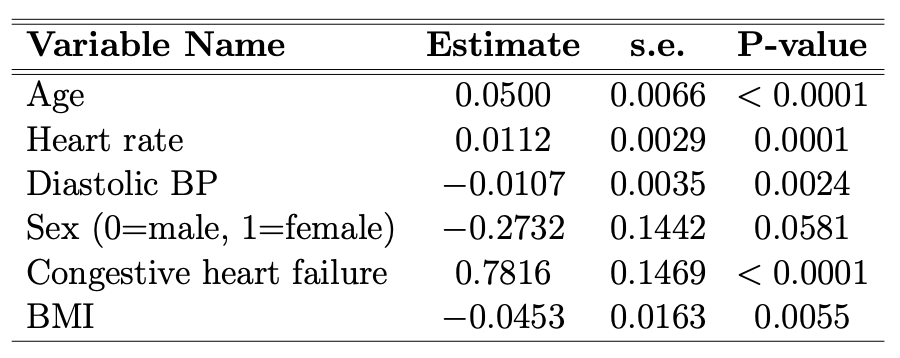 Variable Name Estimate s.e. P-value
Age 0.0500 0.0066 < 0.0001
Heart rate 0.0112 0.0029 0.0001
Diastolic BP −0.0107 0.0035 0.0024
Sex (0=male, 1=female) −0.2732 0.1442 0.0581
Congestive heart failure 0.7816 0.1469 < 0.0001
BMI −0.0453 0.0163 0.0055